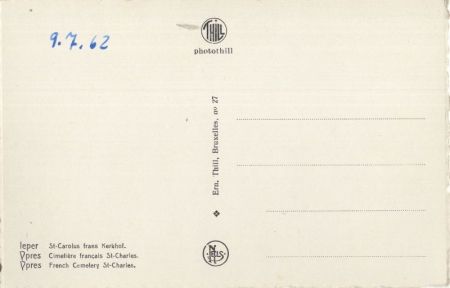 9.7.62
THILL
photothill
Ern. Thill, Bruxelles, no 27
NELS
Ieper St-Carolus frans Kerkhof.
Ypres Cimetière français St-Charles.
Ypres French Cemetery St-Charles.